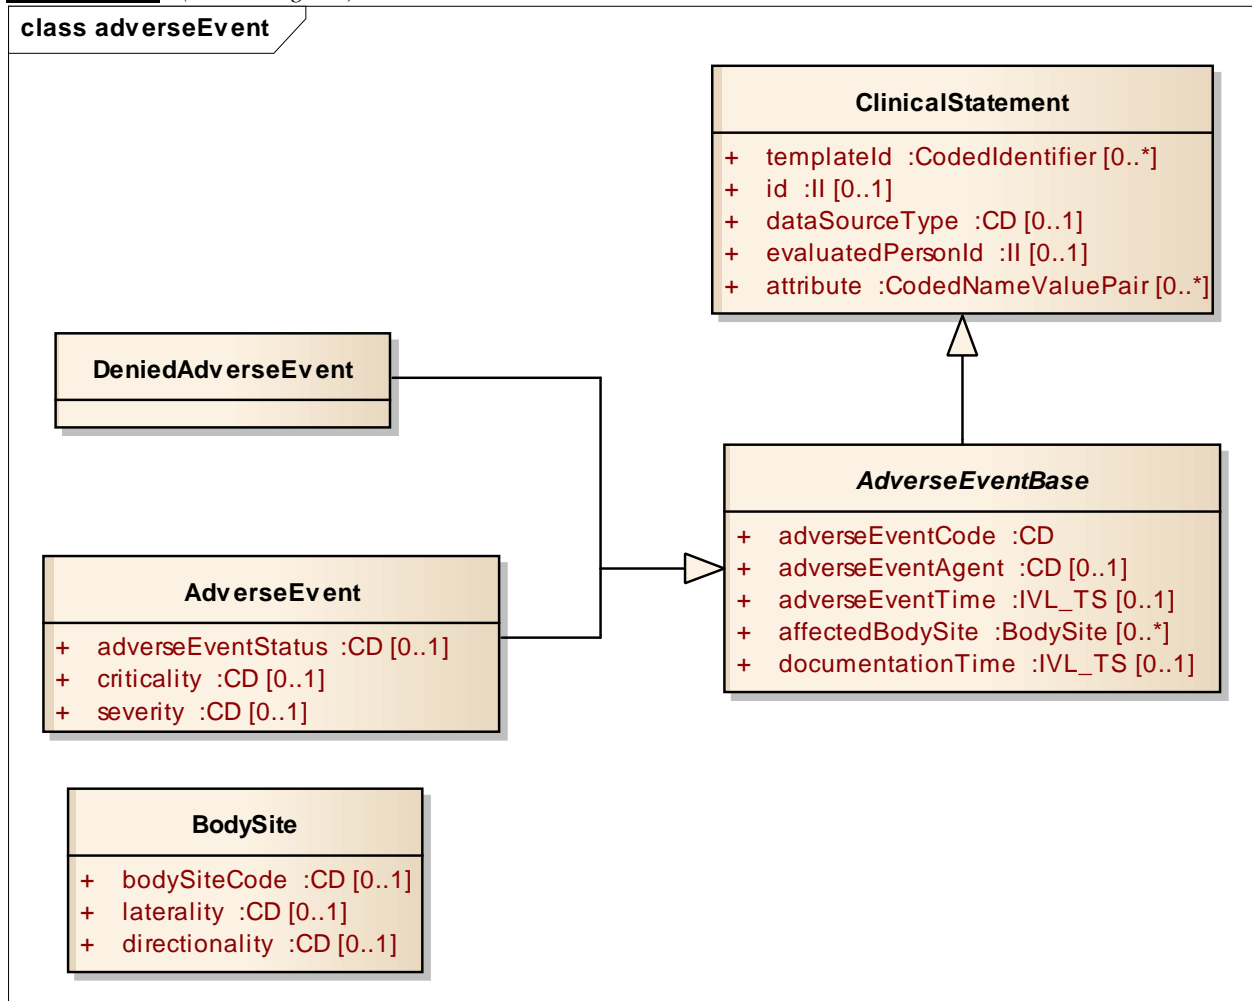 class adverseEvent
ClinicalStatement
+ templateId :CodedIdentifier [0..*]
+ id :II [0..1]
+ dataSourceType :CD [0..1]
+ evaluatedPersonId :II [0..1]
+ attribute :CodedNameValuePair [0..*]
DeniedAdverseEvent
AdverseEventBase
+ adverseEventCode :CD
+ adverseEventAgent :CD [0..1]
+ adverseEventTime :IVL_TS [0..1]
+ affectedBodySite :BodySite [0..*]
+ documentationTime :IVL_TS [0..1]
AdverseEvent
+ adverseEventStatus :CD [0..1]
+ criticality :CD [0..1]
+ severity :CD [0..1]
BodySite
+ bodySiteCode :CD [0..1]
+ laterality :CD [0..1]
+ directionality :CD [0..1]